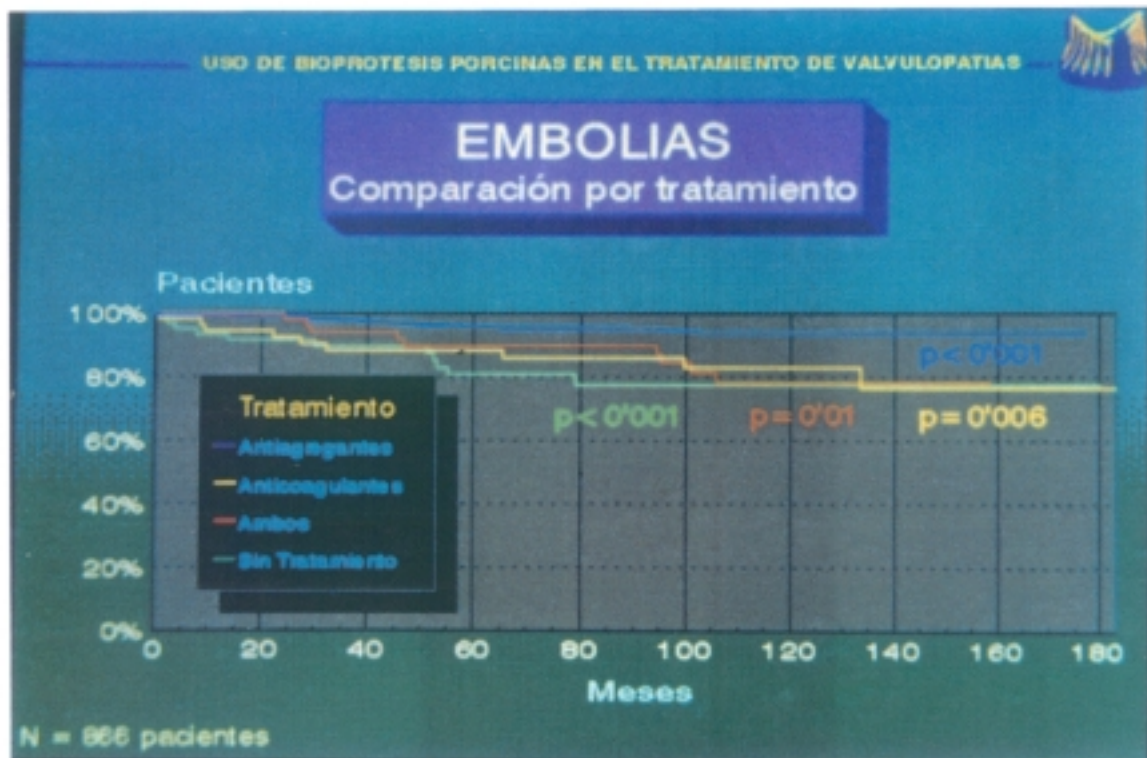 USO DE BIOPROTESIS PORCINAS EN EL TRATAMIENTO DE VALVULOPATIAS
EMBOLIAS
Comparación por tratamiento
Pacientes
100%
80%
60%
40%
20%
0%
p< 0'001
p< 0'001
p= 0'01
p= 0'006
Tratamiento
Antiagregantes
Anticoagulantes
Ambos
Sin Tratamiento
0 20 40 60 80 100 120 140 160 180
Meses
N = 866 pacientes